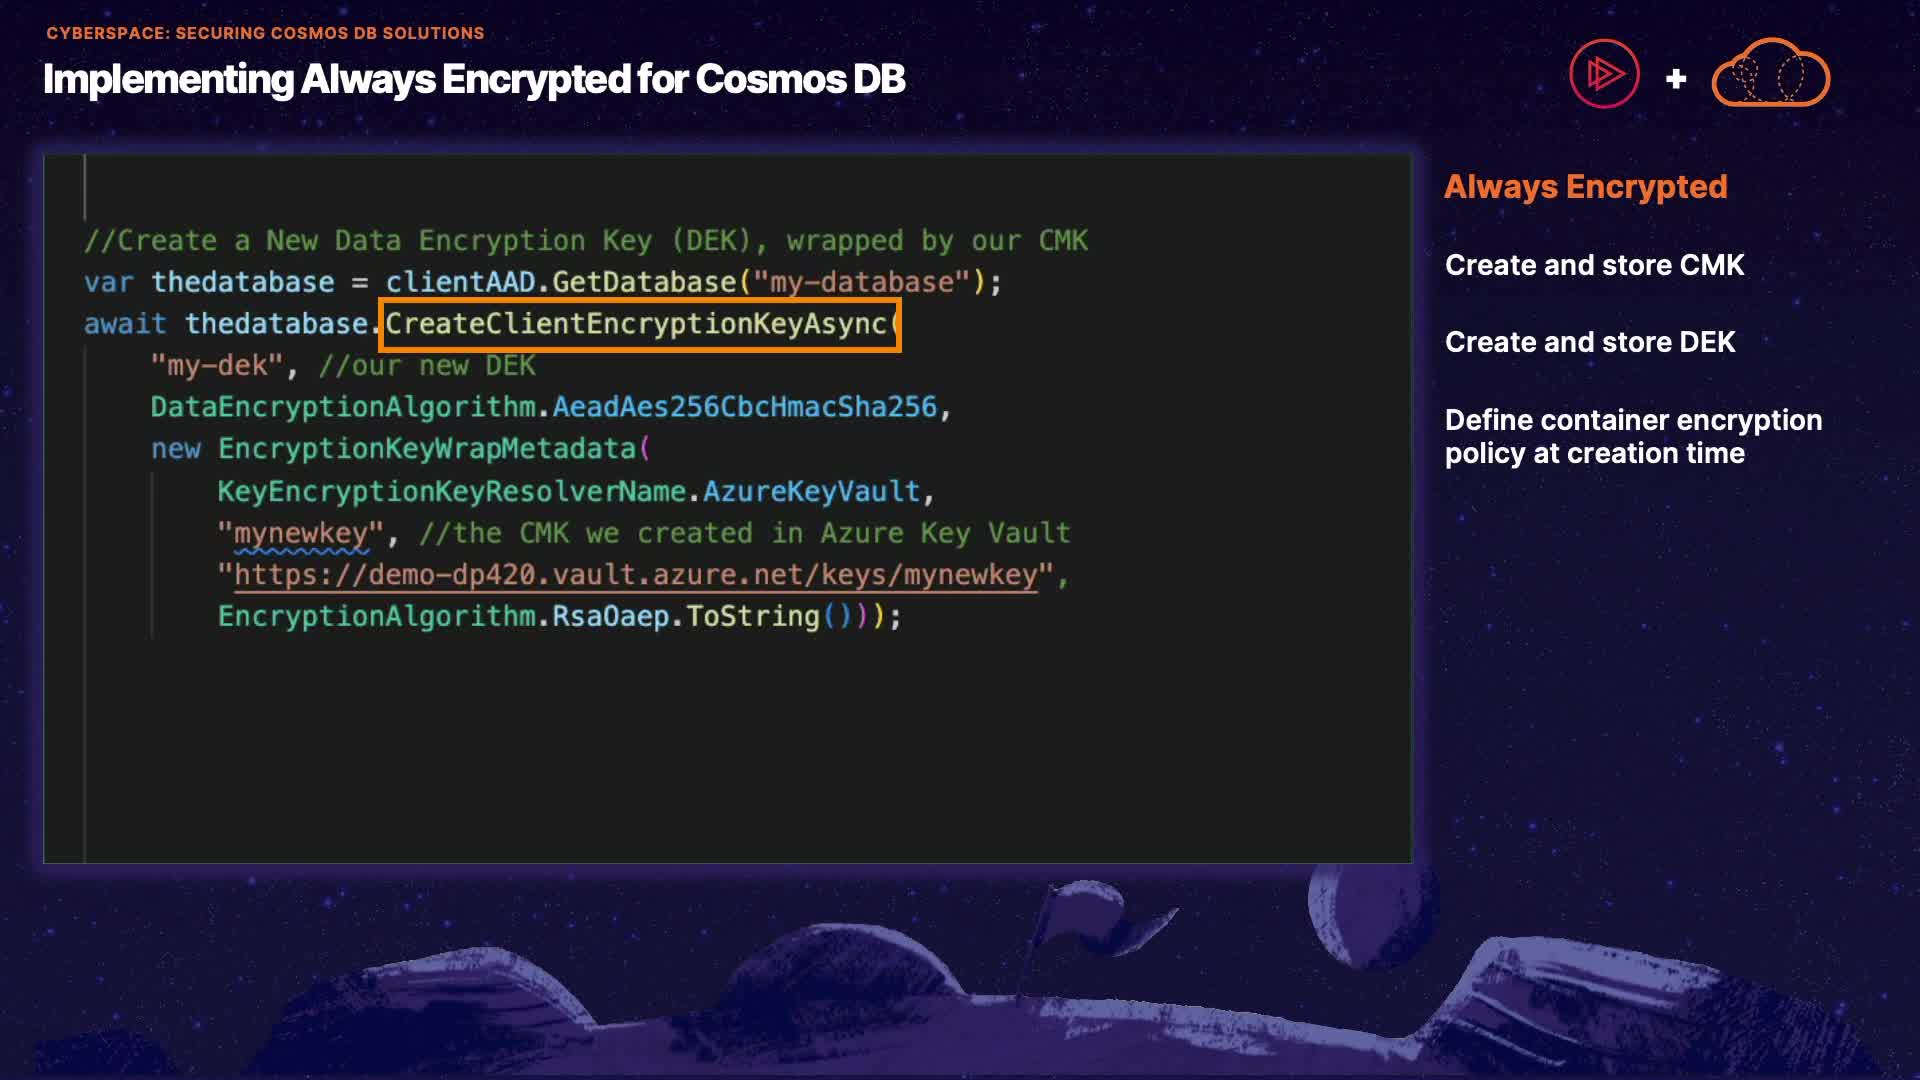 CYBERSPACE: SECURING COSMOS DB SOLUTIONS
Implementing Always Encrypted for Cosmos DB
//Create a New Data Encryption Key (DEK), wrapped by our CMK
var thedatabase = clientAAD.GetDatabase("my-database");
await thedatabase.CreateClientEncryptionKeyAsync(
"my-dek", //our new DEK
DataEncryptionAlgorithm.AeadAes256CbcHmacSha256,
new EncryptionKeyWrapMetadata(
KeyEncryptionKeyResolverName.AzureKeyVault,
"mynewkey", //the CMK we created in Azure Key Vault
"https://demo-dp420.vault.azure.net/keys/mynewkey",
EncryptionAlgorithm.RsaOaep.ToString()));
+
Always Encrypted
Create and store CMK
Create and store DEK
Define container encryption
policy at creation time